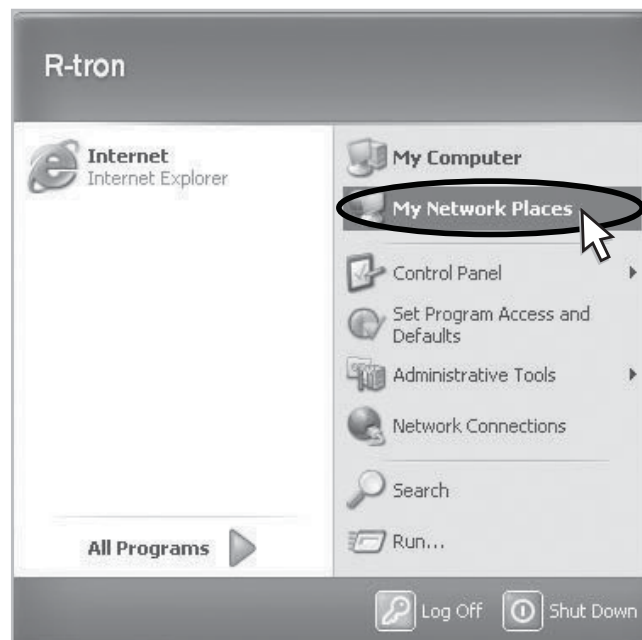 R-tron
Internet
Internet Explorer
All Programs
My Computer
My Network Places
Control Panel
Set Program Access and
Defaults
Administrative Tools
Network Connections
Search
Run...
Log Off
Shut Down